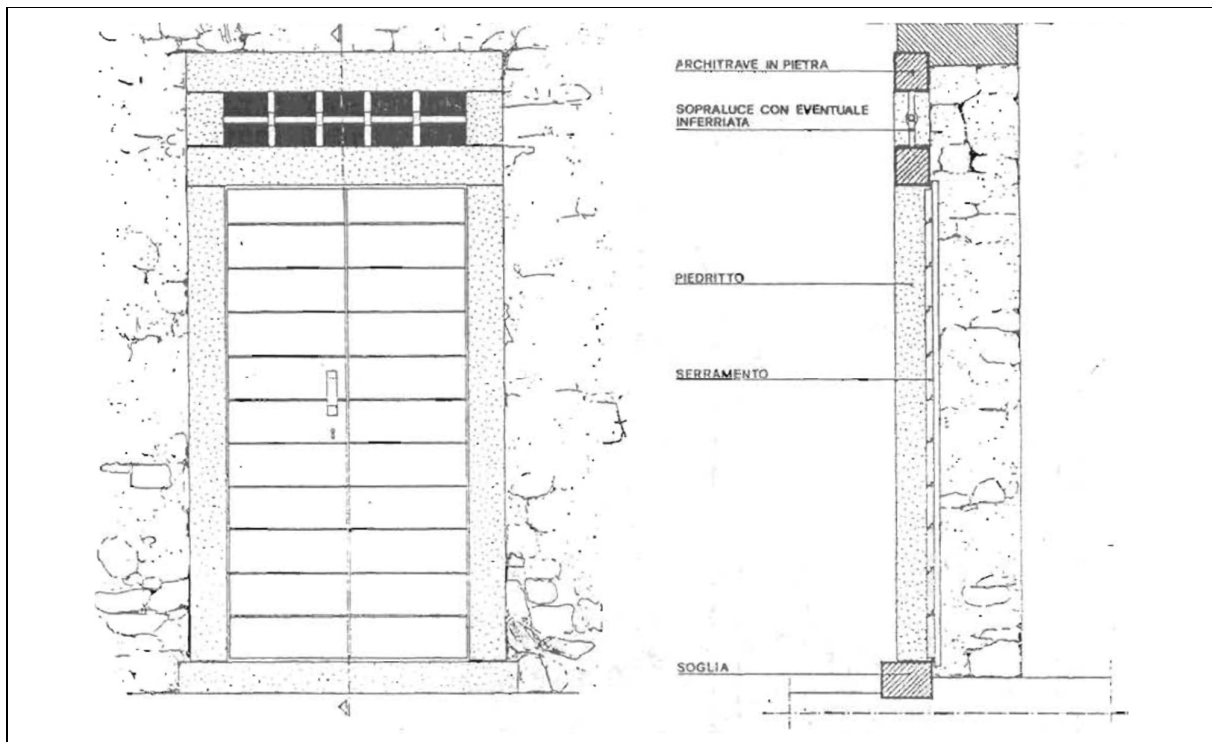 ARCHITRAVE IN PIETRA
SOPRALUCE CON EVENTUALE
INFERRIATA
PIEDRITTO
SERRAMENTO
SOGLIA